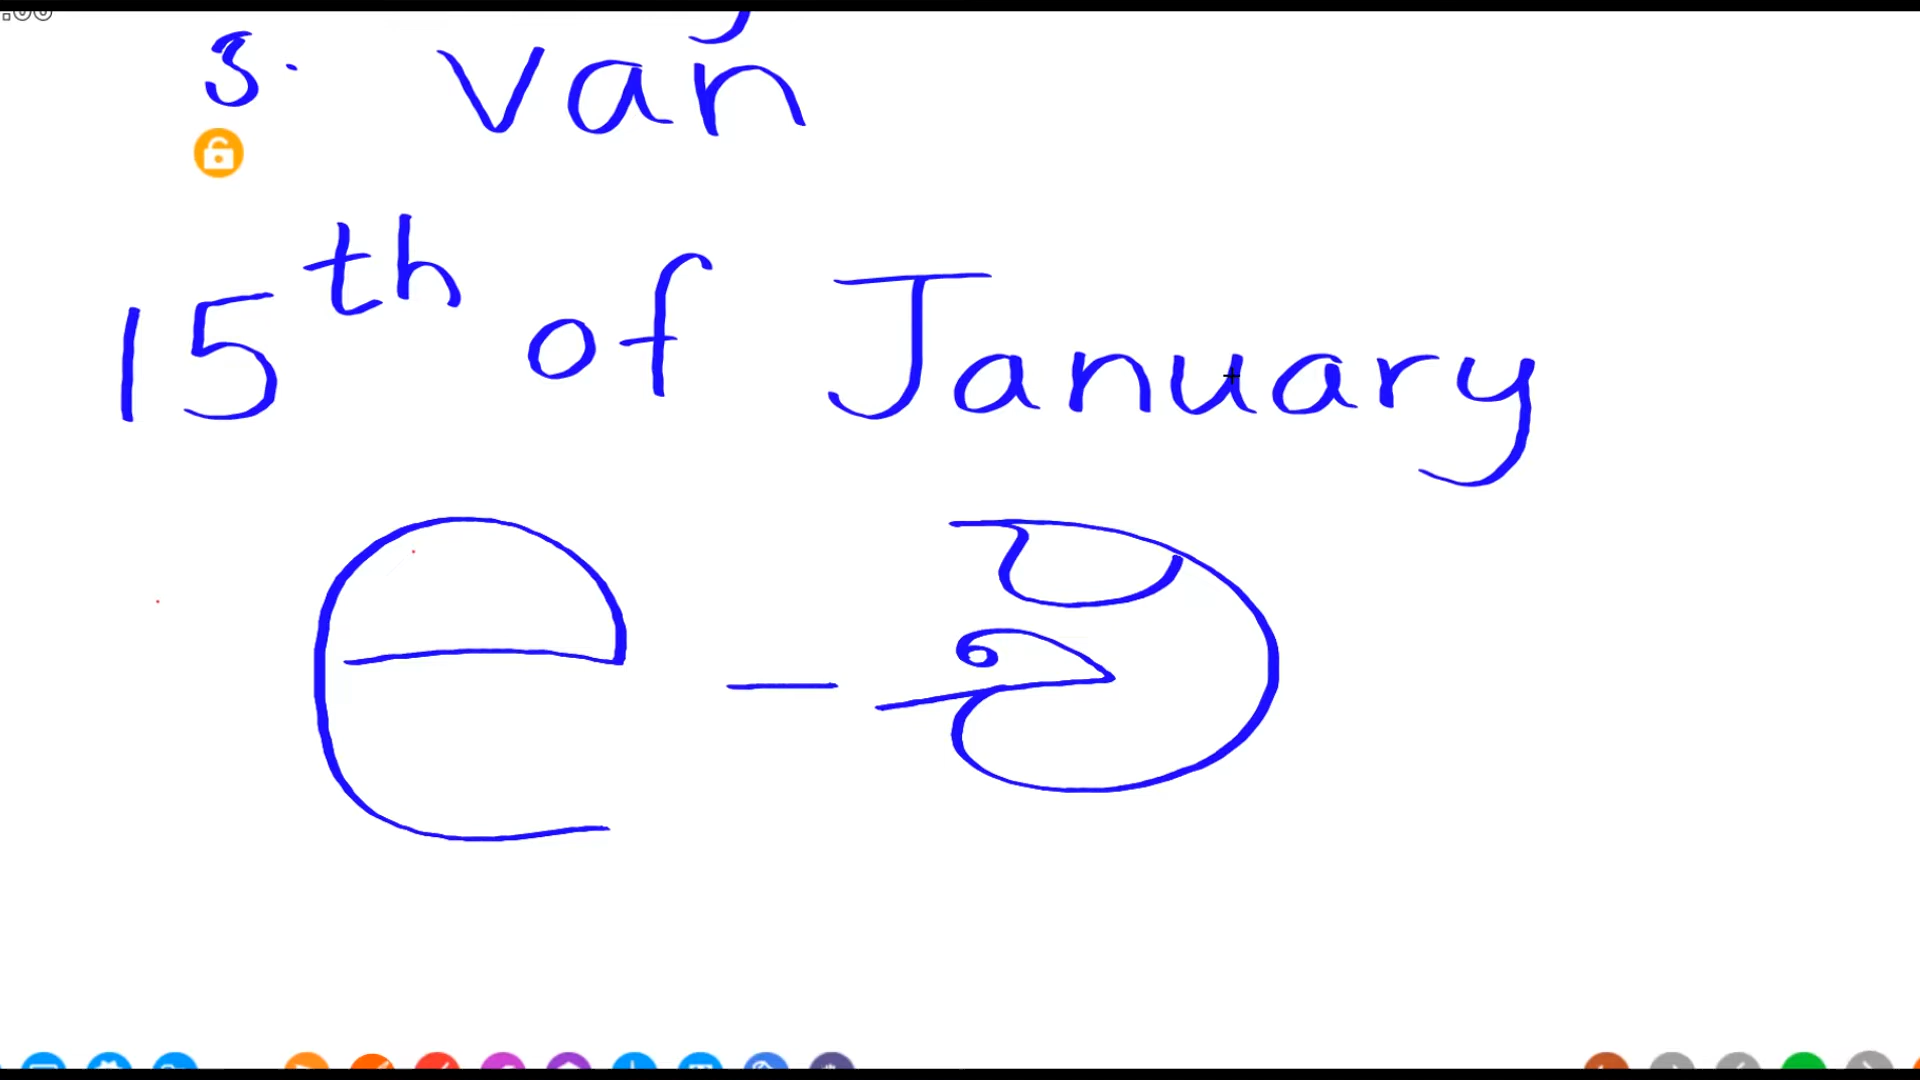 3. van
15th of January
e - ಎ